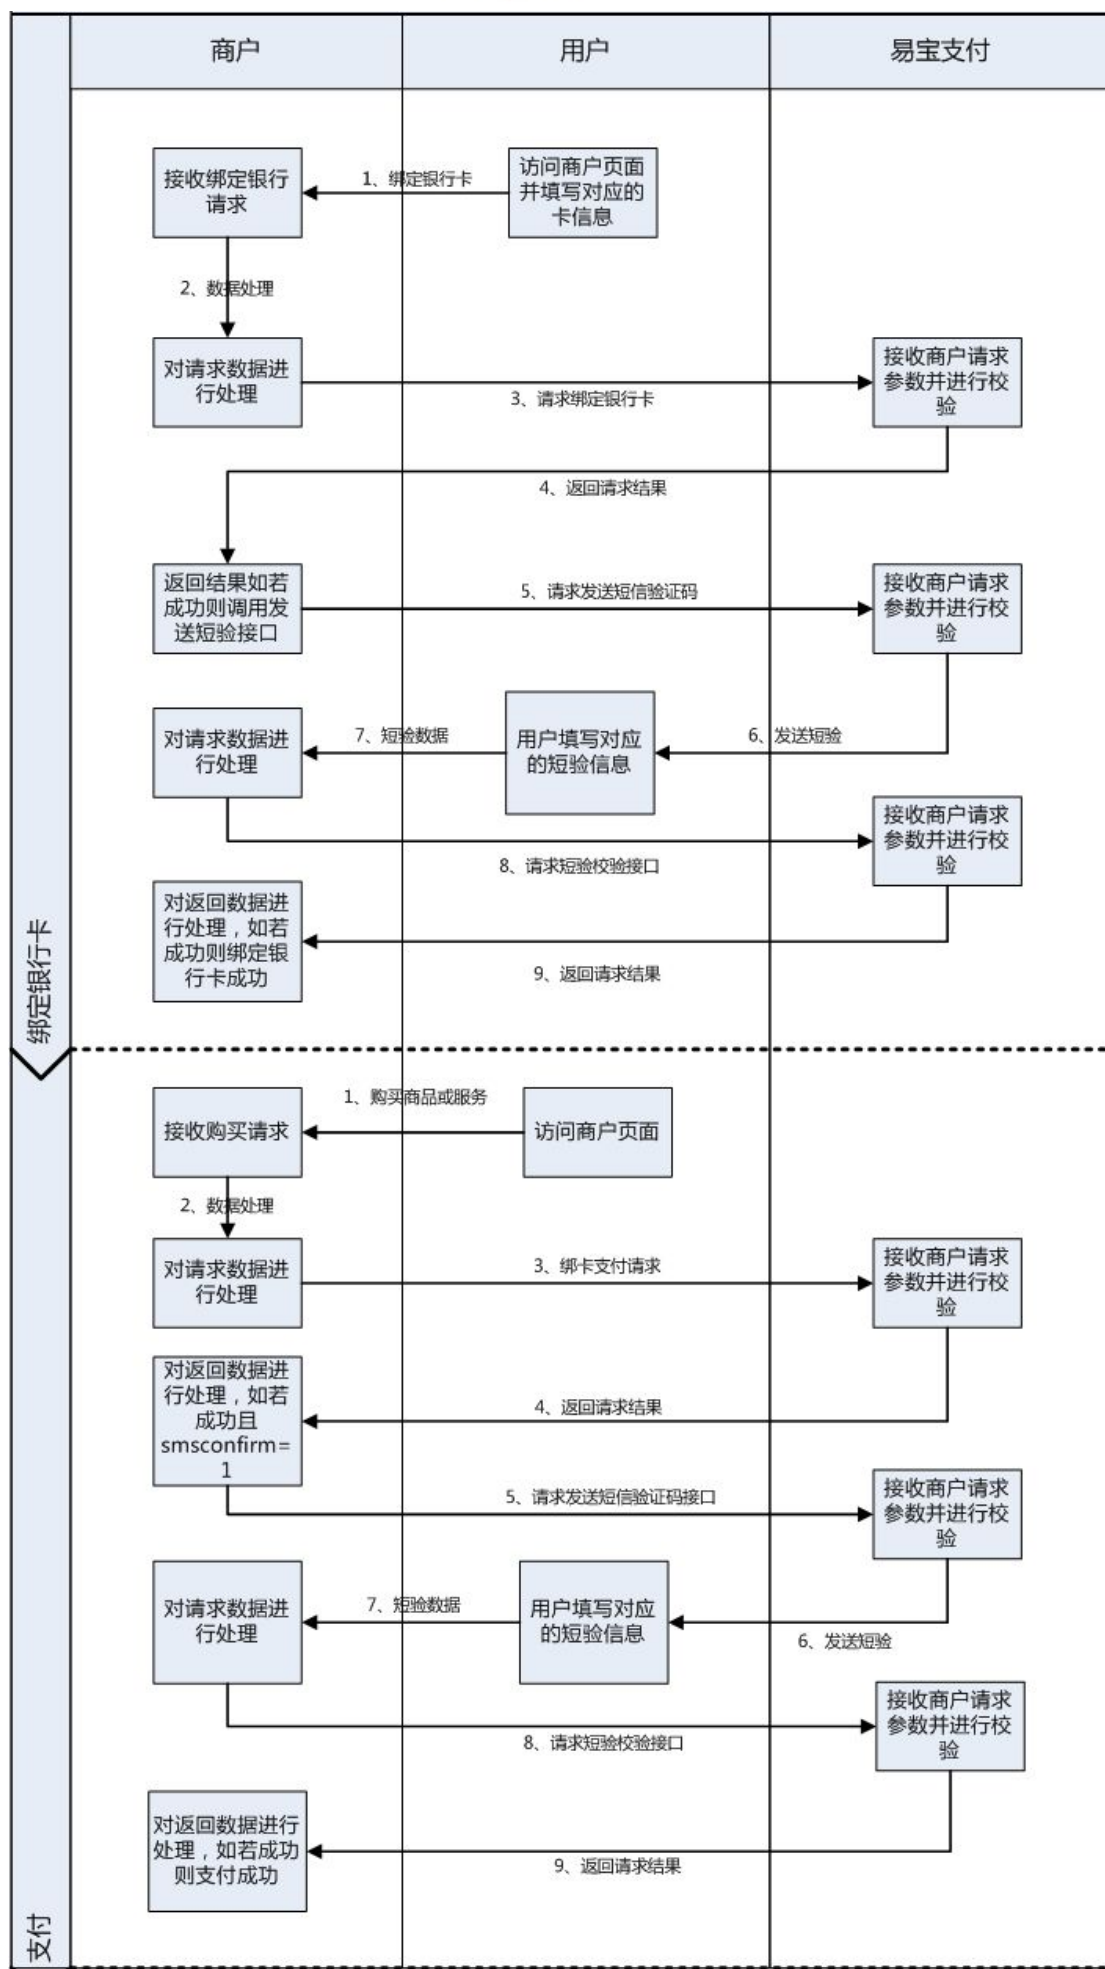 商户
用户
易宝支付
绑定银行卡
接收绑定银行
请求
1、绑定银行卡
访问商户页面
并填写对应的
卡信息
2、数据处理
对请求数据进
行处理
3、请求绑定银行卡
接收商户请求
参数并进行校
验
4、返回请求结果
返回结果如若
成功则调用发
送短验接口
5、请求发送短信验证码
接收商户请求
参数并进行校
验
6、发送短验
用户填写对应
的短验信息
7、短验数据
对请求数据进
行处理
8、请求短验校验接口
接收商户请求
参数并进行校
验
9、返回请求结果
对返回数据进
行处理，如若
成功则绑定银
行卡成功
支付
接收购买请求
1、购买商品或服务
访问商户页面
2、数据处理
对请求数据进
行处理
3、绑卡支付请求
接收商户请求
参数并进行校
验
4、返回请求结果
对返回数据进
行处理，如若
成功且
smsconfirm=
1
5、请求发送短信验证码接口
接收商户请求
参数并进行校
验
6、发送短验
用户填写对应
的短验信息
7、短验数据
对请求数据进
行处理
8、请求短验校验接口
接收商户请求
参数并进行校
验
9、返回请求结果
对返回数据进行
处理，如若成功
则支付成功